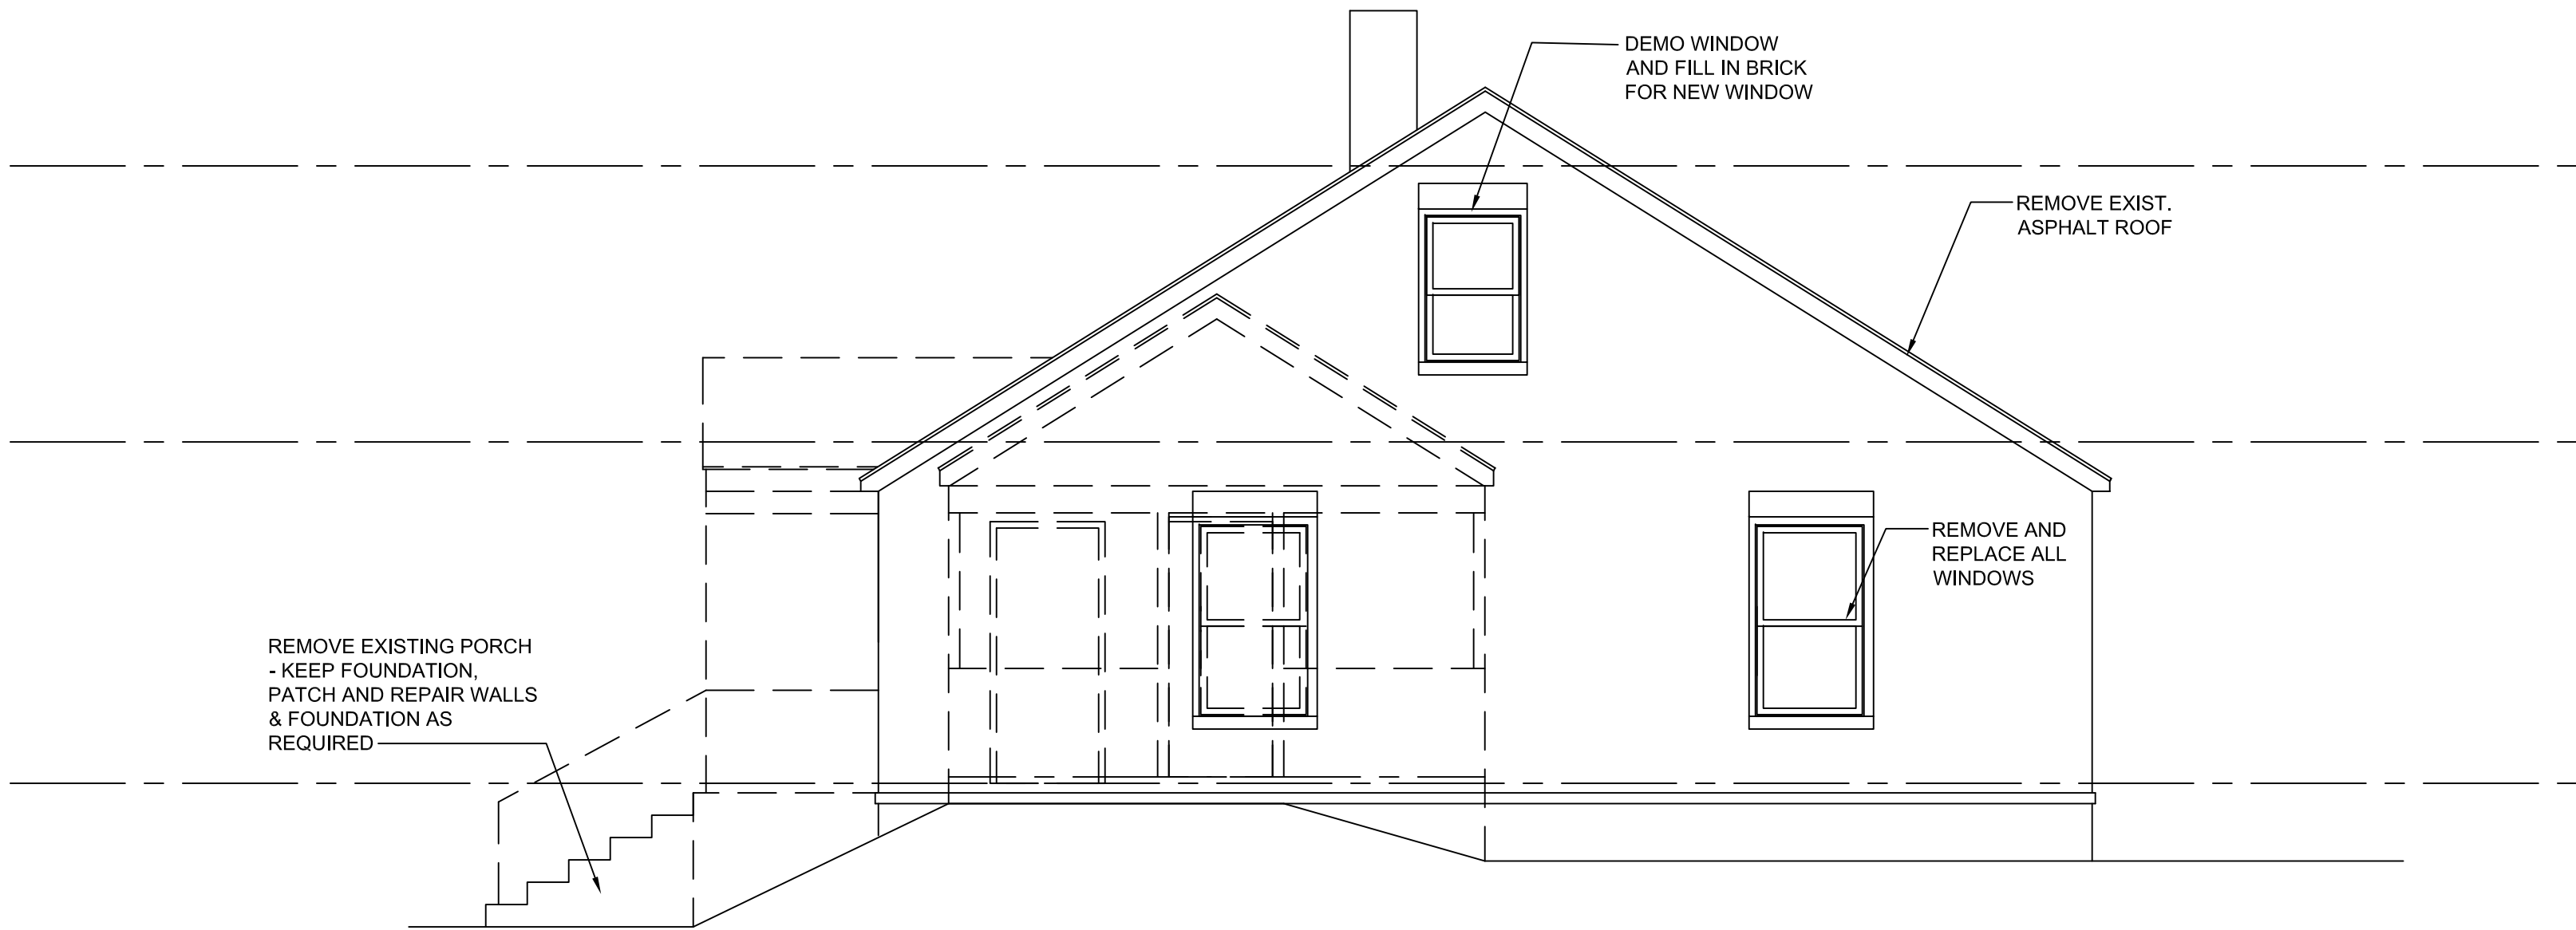 DEMO WINDOW
AND FILL IN BRICK
FOR NEW WINDOW
REMOVE EXIST.
ASPHALT ROOF
REMOVE AND
REPLACE ALL
WINDOWS
REMOVE EXISTING PORCH
- KEEP FOUNDATION,
PATCH AND REPAIR WALLS
& FOUNDATION AS
REQUIRED